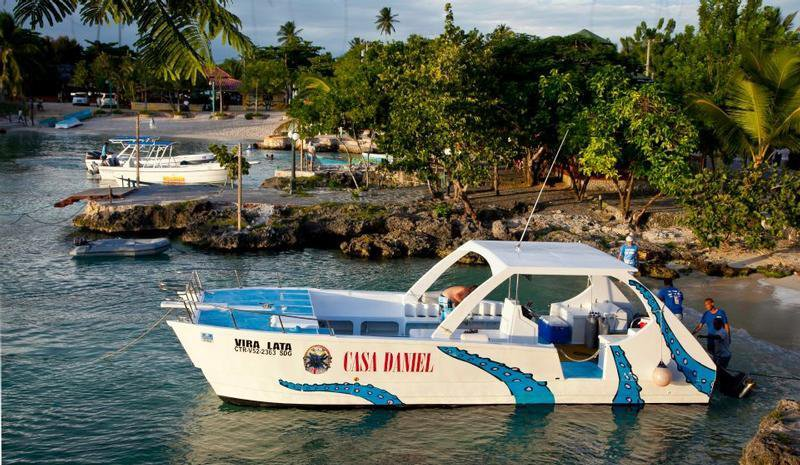 VIRA LATA
CTR-V52-2363 SDG
CASA DANIEL